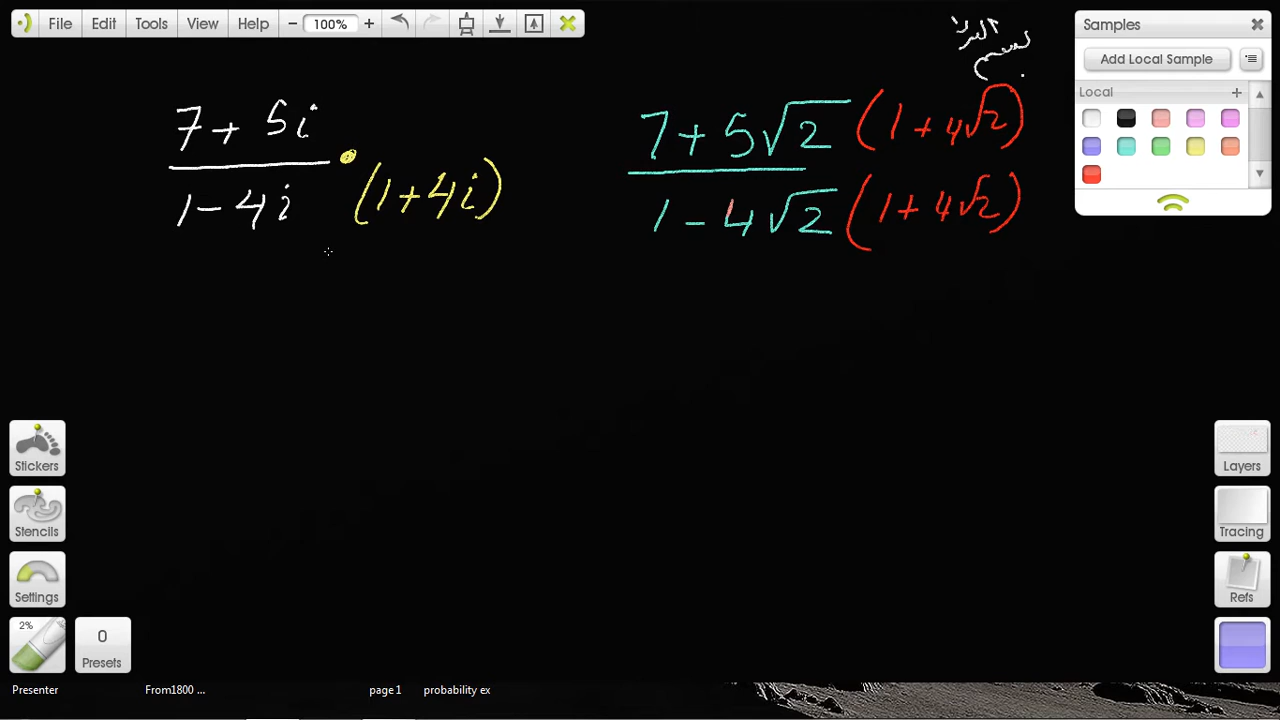 File Edit Tools View Help − 100% +
Samples
Add Local Sample
Local +
7 + 5i
1 - 4i
(1 + 4i)
7 + 5√2 (1 + 4√2)
1 - 4√2 (1 + 4√2)
Stickers
Stencils
Settings
2%
0
Presets
Layers
Tracing
Refs
Presenter From1800 ... page 1 probability ex